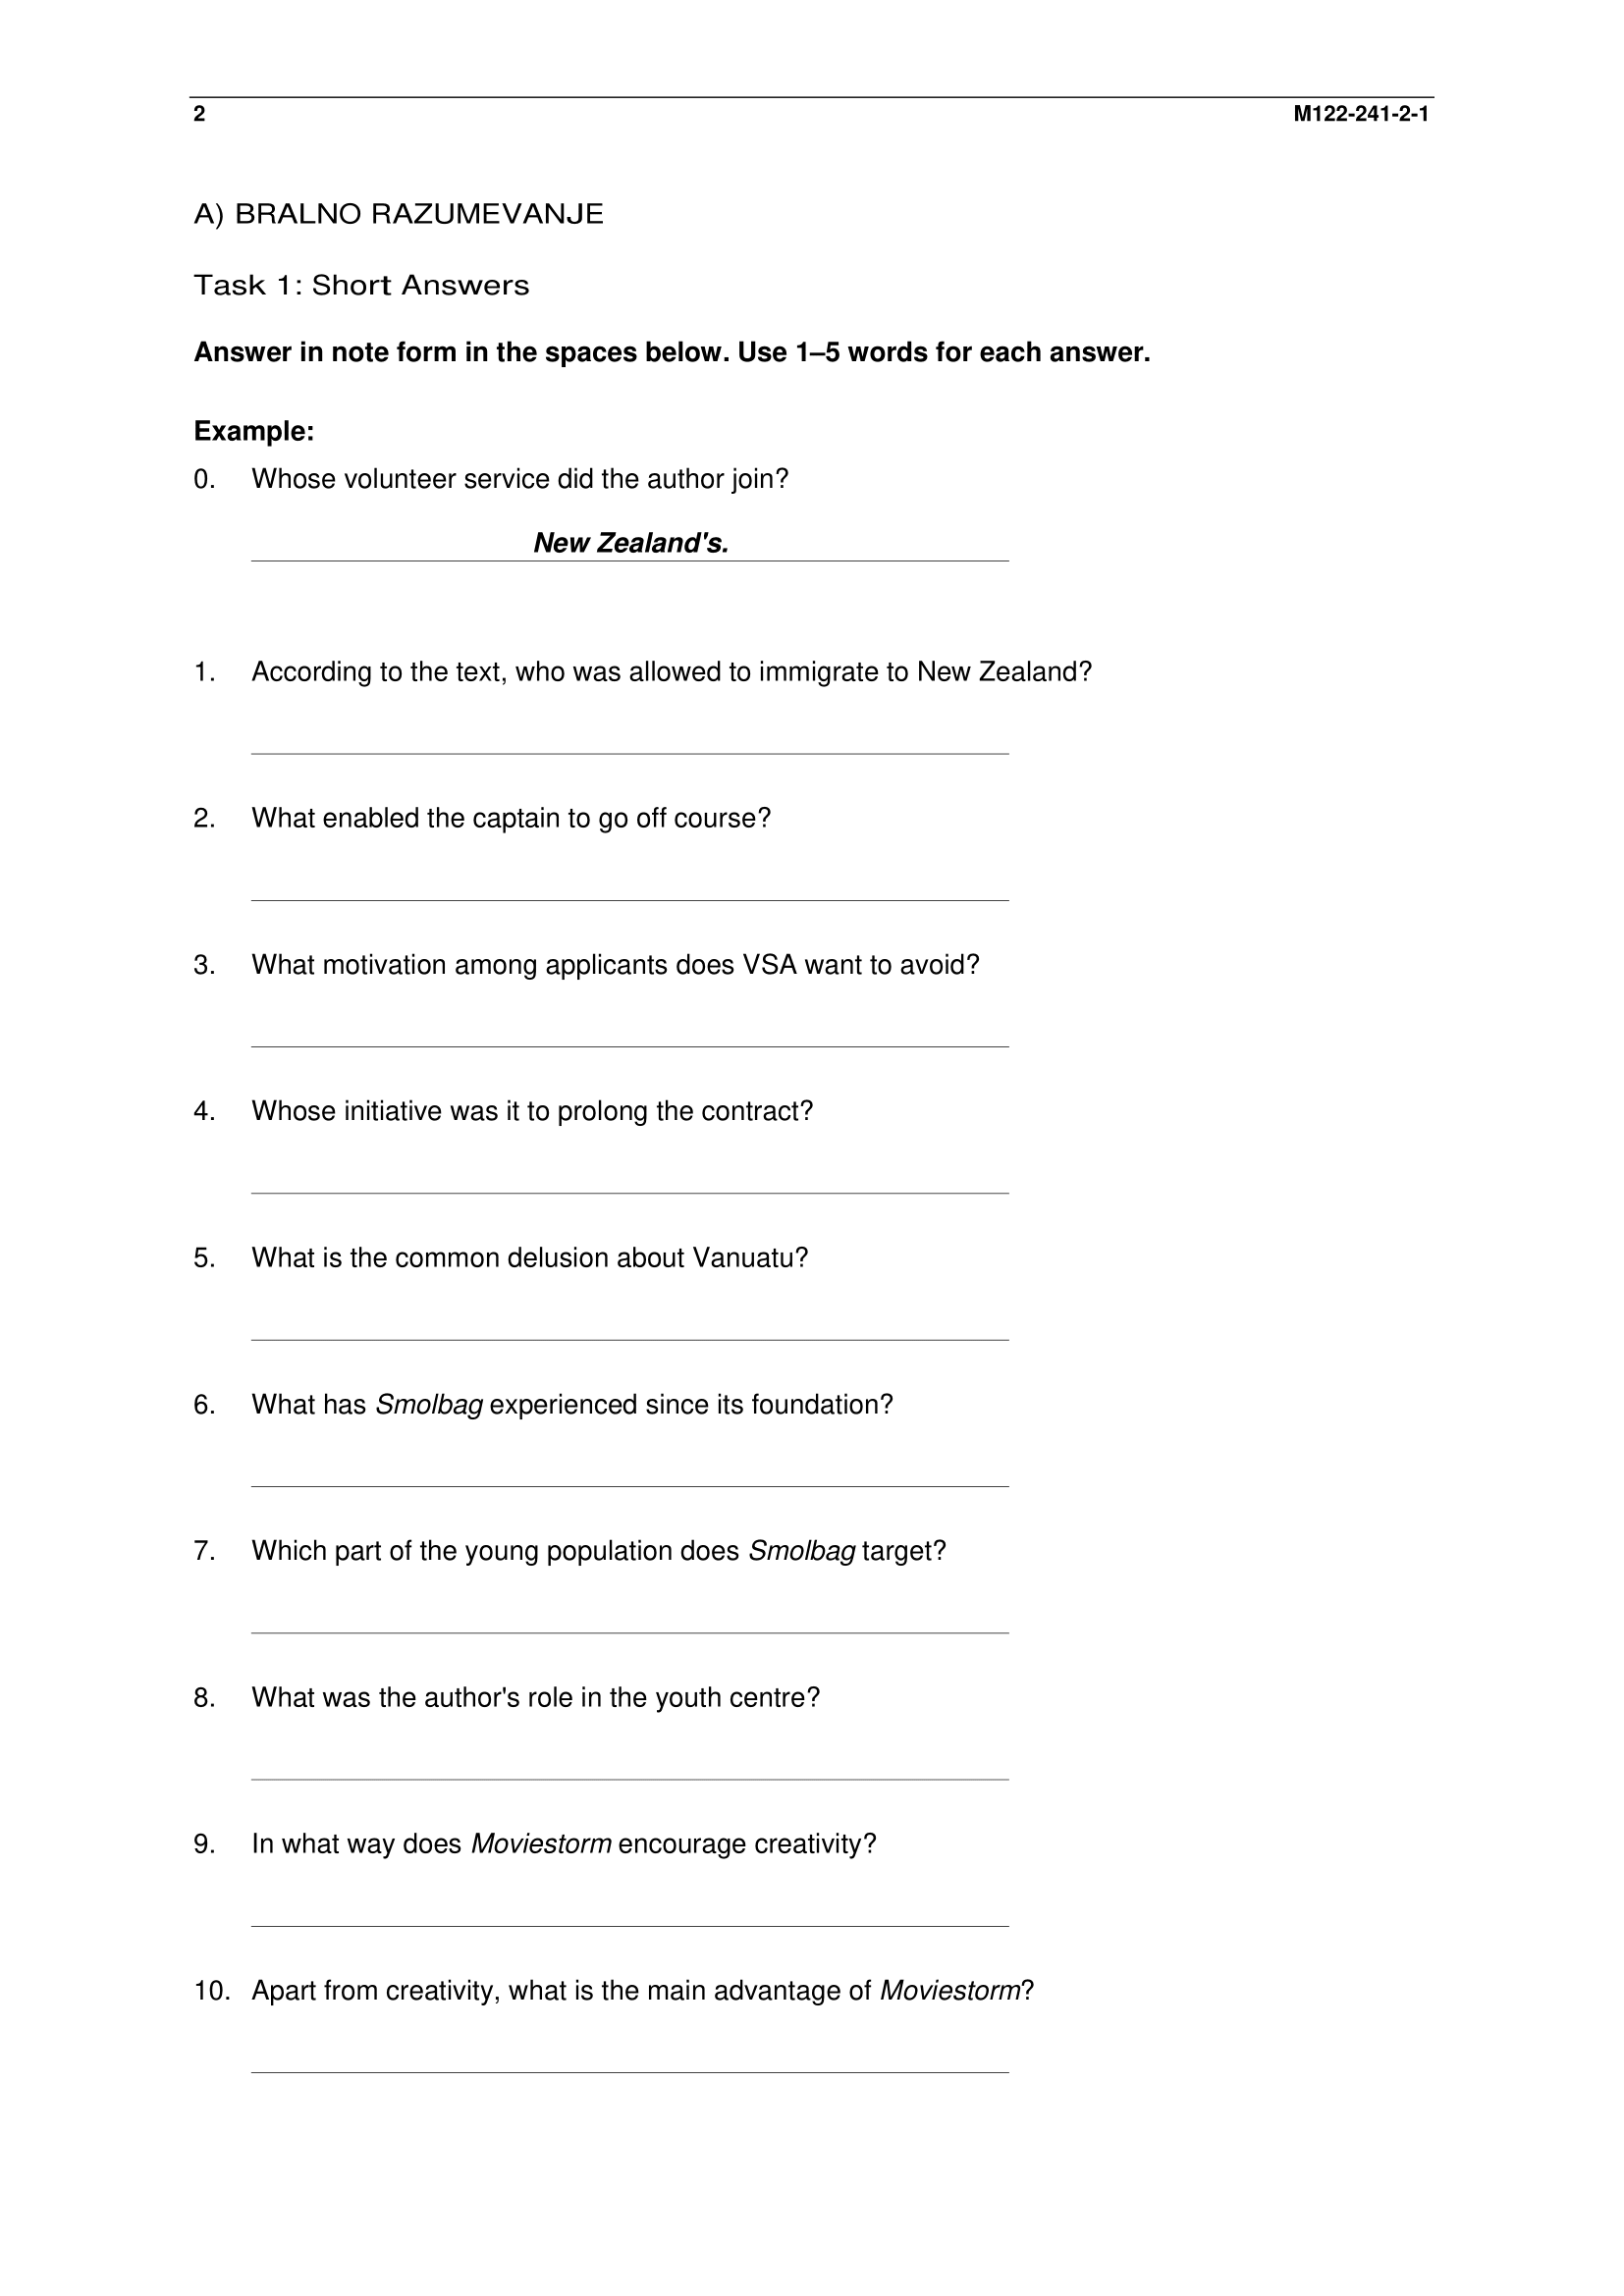 2 M122-241-2-1
A) BRALNO RAZUMEVANJE
Task 1: Short Answers
Answer in note form in the spaces below. Use 1–5 words for each answer.
Example:
0. Whose volunteer service did the author join?
New Zealand's.
1. According to the text, who was allowed to immigrate to New Zealand?
2. What enabled the captain to go off course?
3. What motivation among applicants does VSA want to avoid?
4. Whose initiative was it to prolong the contract?
5. What is the common delusion about Vanuatu?
6. What has Smolbag experienced since its foundation?
7. Which part of the young population does Smolbag target?
8. What was the author's role in the youth centre?
9. In what way does Moviestorm encourage creativity?
10. Apart from creativity, what is the main advantage of Moviestorm?